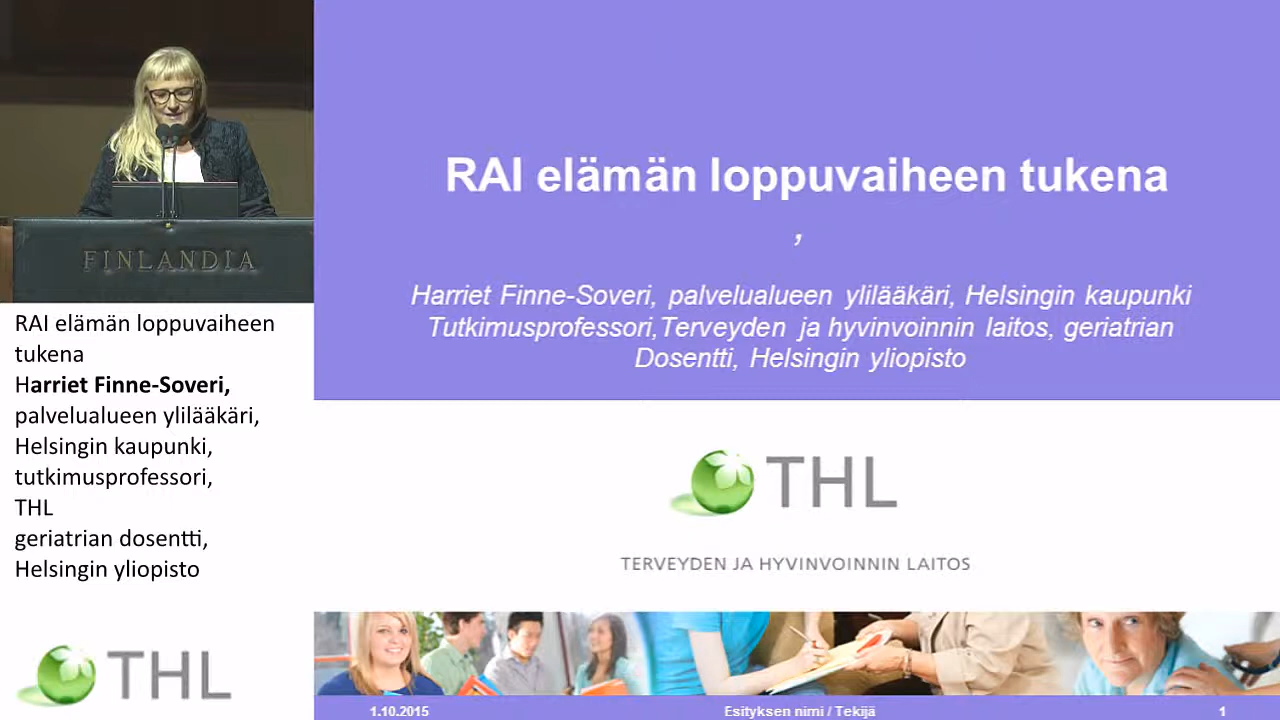 FINLANDIA
RAI elämän loppuvaiheen
tukena
Harriet Finne-Soveri,
palvelualueen ylilääkäri,
Helsingin kaupunki,
tutkimusprofessori,
THL
geriatrian dosentti,
Helsingin yliopisto
THL
RAI elämän loppuvaiheen tukena
,
Harriet Finne-Soveri, palvelualueen ylilääkäri, Helsingin kaupunki
Tutkimusprofessori,Terveyden ja hyvinvoinnin laitos, geriatrian
Dosentti, Helsingin yliopisto
THL
TERVEYDEN JA HYVINVOINNIN LAITOS
1.10.2015
Esityksen nimi / Tekijä
1